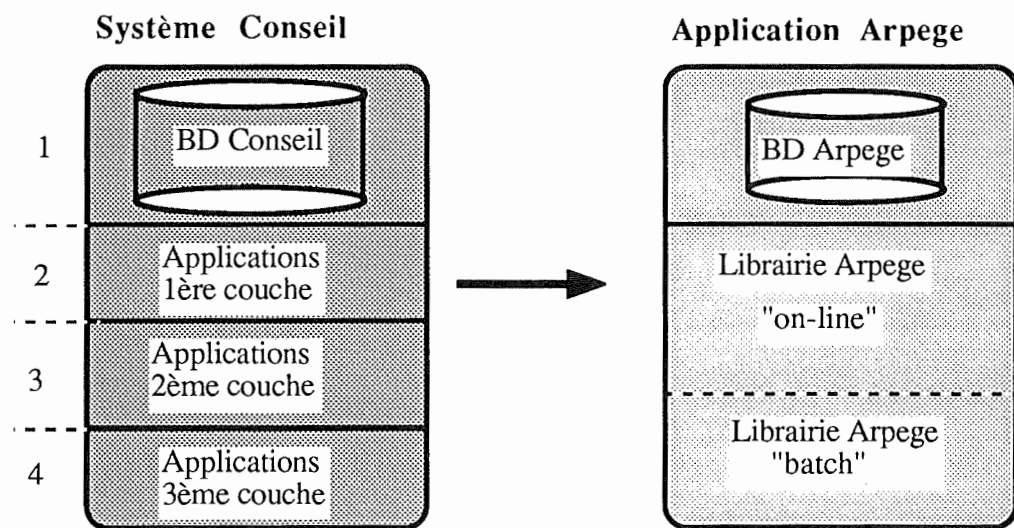 Système Conseil
Application Arpege
1
BD Conseil
BD Arpege
2
Applications
1ère couche
Librairie Arpege
"on-line"
3
Applications
2ème couche
4
Applications
3ème couche
Librairie Arpege
"batch"